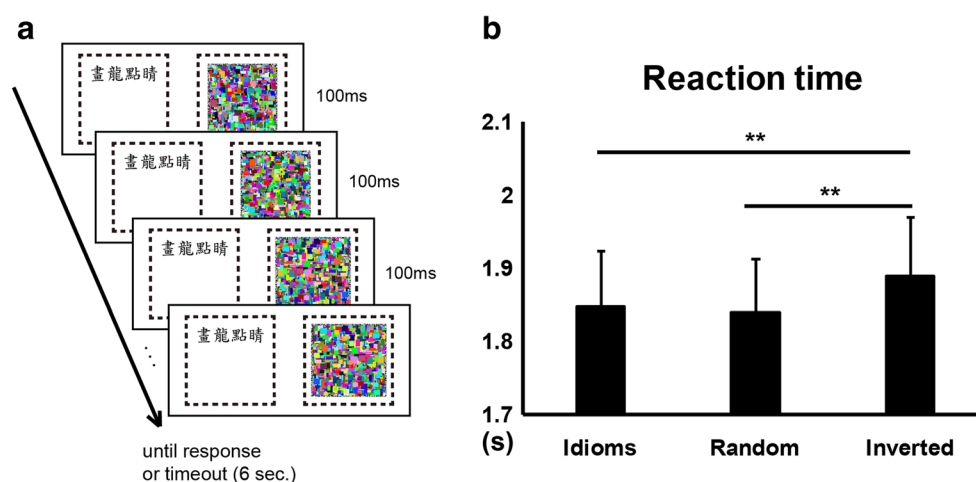 a
畫龍點睛
100ms
畫龍點睛
100ms
畫龍點睛
100ms
畫龍點睛
until response
or timeout (6 sec.)
b
Reaction time
2.1
2
1.9
1.8
1.7
(s)
**
**
Idioms Random Inverted